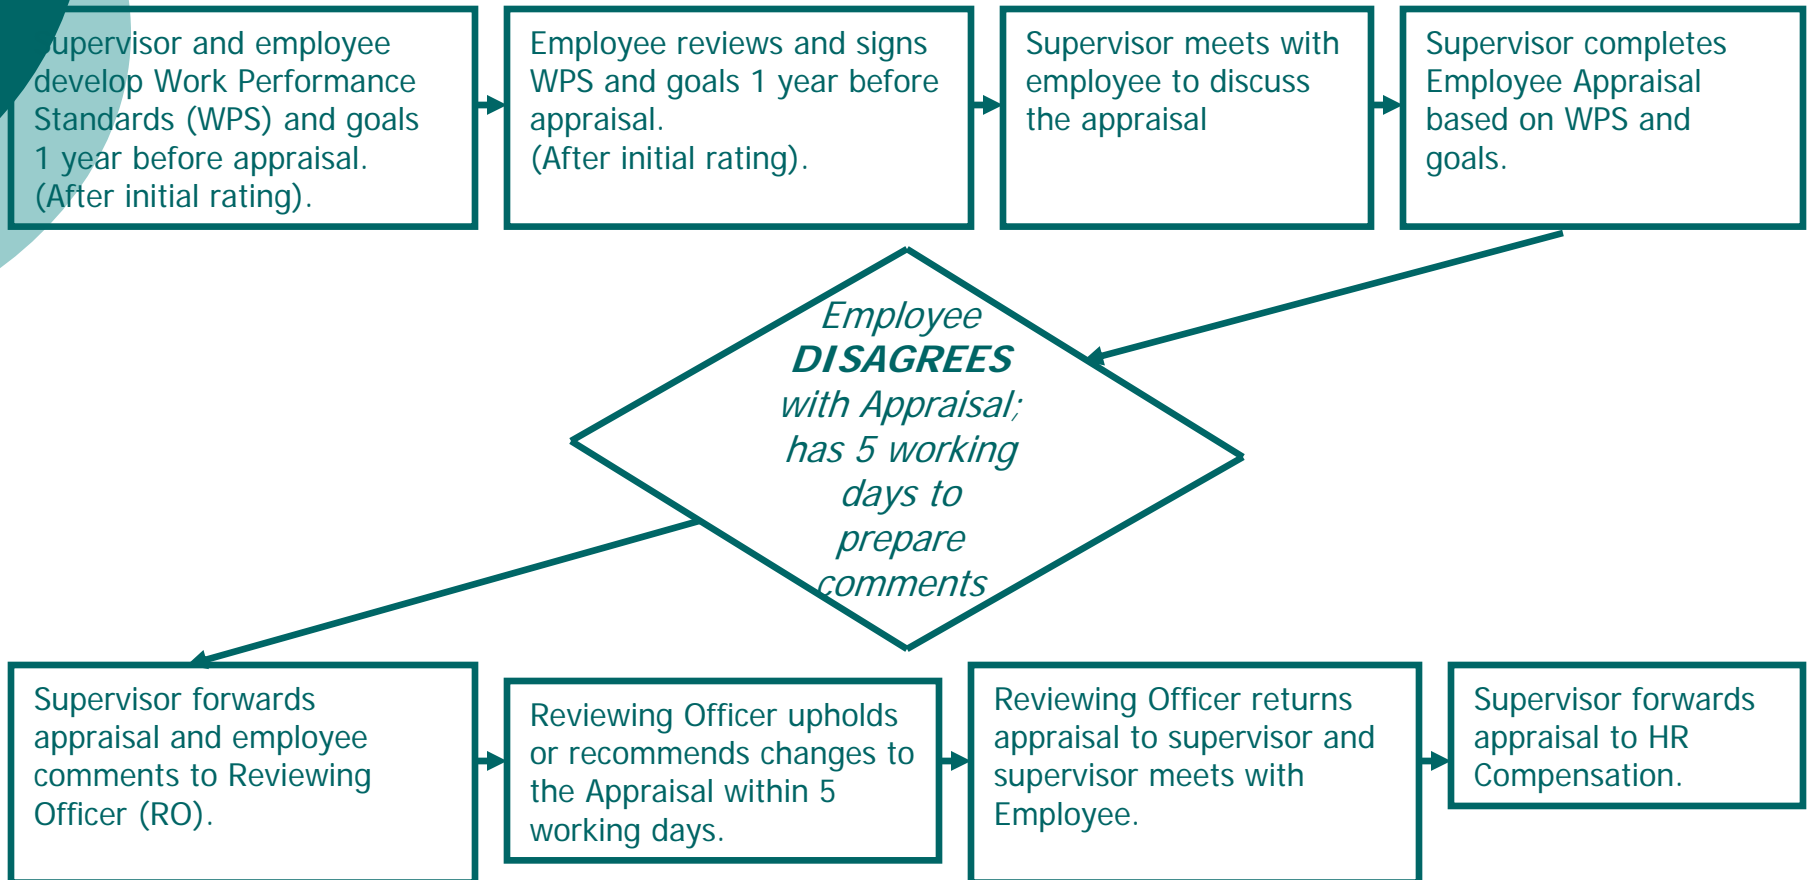 Supervisor and employee
develop Work Performance
Standards (WPS) and goals
1 year before appraisal.
(After initial rating).
Employee reviews and signs
WPS and goals 1 year before
appraisal.
(After initial rating).
Supervisor meets with
employee to discuss
the appraisal
Supervisor completes
Employee Appraisal
based on WPS and
goals.
Employee
DISAGREES
with Appraisal;
has 5 working
days to
prepare
comments
Supervisor forwards
appraisal and employee
comments to Reviewing
Officer (RO).
Reviewing Officer upholds
or recommends changes to
the Appraisal within 5
working days.
Reviewing Officer returns
appraisal to supervisor and
supervisor meets with
Employee.
Supervisor forwards
appraisal to HR
Compensation.